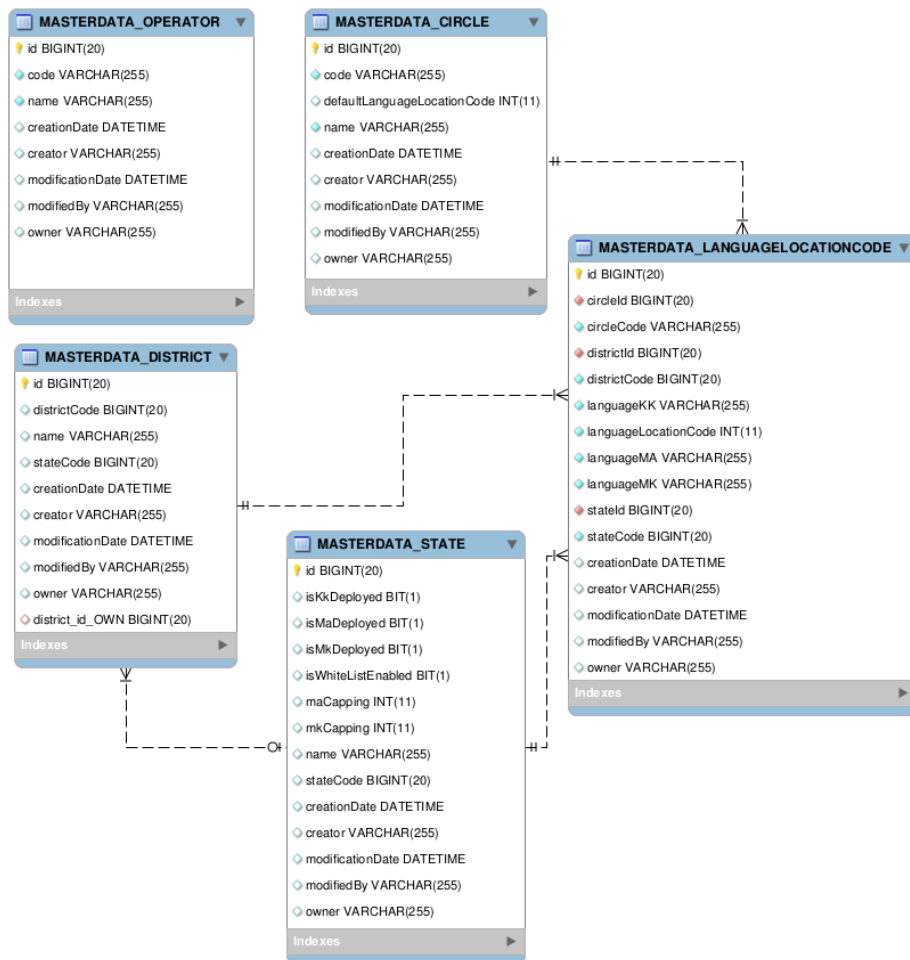 MASTERDATA_OPERATOR
id BIGINT(20)
code VARCHAR(255)
name VARCHAR(255)
creationDate DATETIME
creator VARCHAR(255)
modificationDate DATETIME
modifiedBy VARCHAR(255)
owner VARCHAR(255)
Indexes
MASTERDATA_CIRCLE
id BIGINT(20)
code VARCHAR(255)
defaultLanguageLocationCode INT(11)
name VARCHAR(255)
creationDate DATETIME
creator VARCHAR(255)
modificationDate DATETIME
modifiedBy VARCHAR(255)
owner VARCHAR(255)
Indexes
MASTERDATA_LANGUAGELOCATIONCODE
id BIGINT(20)
circleId BIGINT(20)
circleCode VARCHAR(255)
districtId BIGINT(20)
districtCode BIGINT(20)
languageKK VARCHAR(255)
languageLocationCode INT(11)
languageMA VARCHAR(255)
languageMK VARCHAR(255)
stateId BIGINT(20)
stateCode BIGINT(20)
creationDate DATETIME
creator VARCHAR(255)
modificationDate DATETIME
modifiedBy VARCHAR(255)
owner VARCHAR(255)
Indexes
MASTERDATA_DISTRICT
id BIGINT(20)
districtCode BIGINT(20)
name VARCHAR(255)
stateCode BIGINT(20)
creationDate DATETIME
creator VARCHAR(255)
modificationDate DATETIME
modifiedBy VARCHAR(255)
owner VARCHAR(255)
district_id_OWN BIGINT(20)
Indexes
MASTERDATA_STATE
id BIGINT(20)
isKkDeployed BIT(1)
isMaDeployed BIT(1)
isMkDeployed BIT(1)
isWhiteListEnabled BIT(1)
maCapping INT(11)
mkCapping INT(11)
name VARCHAR(255)
stateCode BIGINT(20)
creationDate DATETIME
creator VARCHAR(255)
modificationDate DATETIME
modifiedBy VARCHAR(255)
owner VARCHAR(255)
Indexes